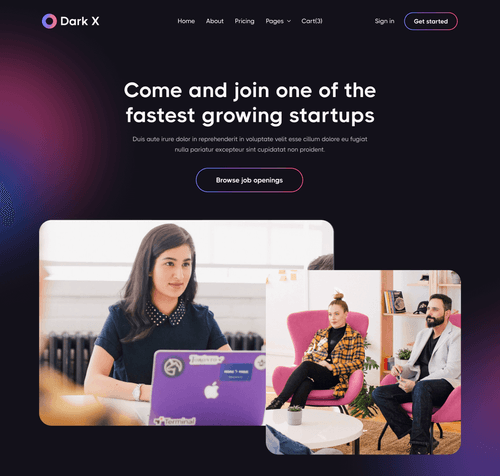 Dark X
Home About Pricing Pages Cart(3) Sign in Get started
Come and join one of the
fastest growing startups
Duis aute irure dolor in reprehenderit in voluptate velit esse cillum dolore eu fugiat
nulla pariatur excepteur sint cupidatat non proident.
Browse job openings
Terminal